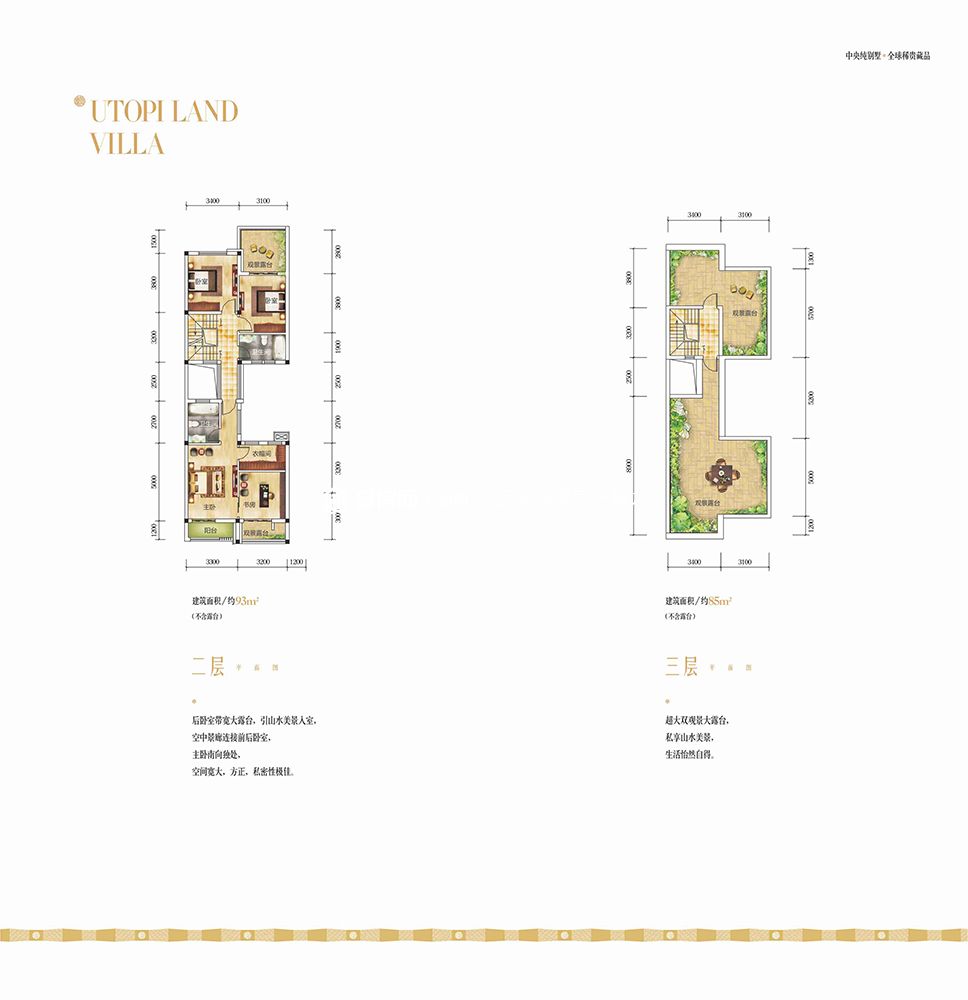 中央纯别墅·全球稀贵藏品
UTOPI LAND
VILLA
3400 3100
1500
3800
3200
2500
2700
5000
1200
2800
3800
1900
2500
2700
3200
300
观景露台
卧室
卧室
卫生间
衣帽间
主卧
书房
阳台
观景露台
3300 3200 1200
建筑面积/约93m²
(不含露台)
二层 平面图
后卧室带宽大露台,引山水美景入室,
空中景廊连接前后卧室,
主卧南向独处,
空间宽大,方正,私密性极佳。
3400 3100
3800
3200
2500
8900
1300
5700
5200
5000
1200
观景露台
观景露台
3400 3100
建筑面积/约85m²
(不含露台)
三层 平面图
超大双观景大露台,
私享山水美景,
生活怡然自得。